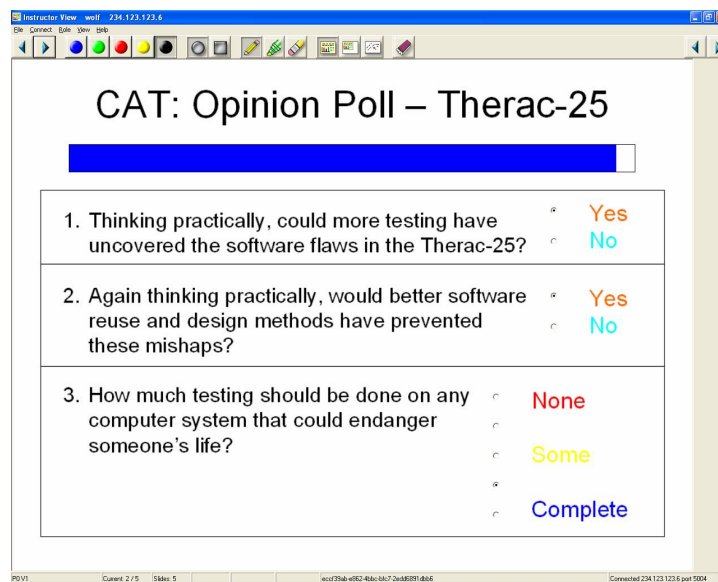 Instructor View wolf 234.123.123.6
File Connect Role View Help
CAT: Opinion Poll – Therac-25
1. Thinking practically, could more testing have
uncovered the software flaws in the Therac-25?
Yes
No
2. Again thinking practically, would better software
reuse and design methods have prevented
these mishaps?
Yes
No
3. How much testing should be done on any
computer system that could endanger
someone's life?
None
Some
Complete
P0 V1 Current 2 / 5 Slides: 5 Connected 234.123.123.6 port 5004